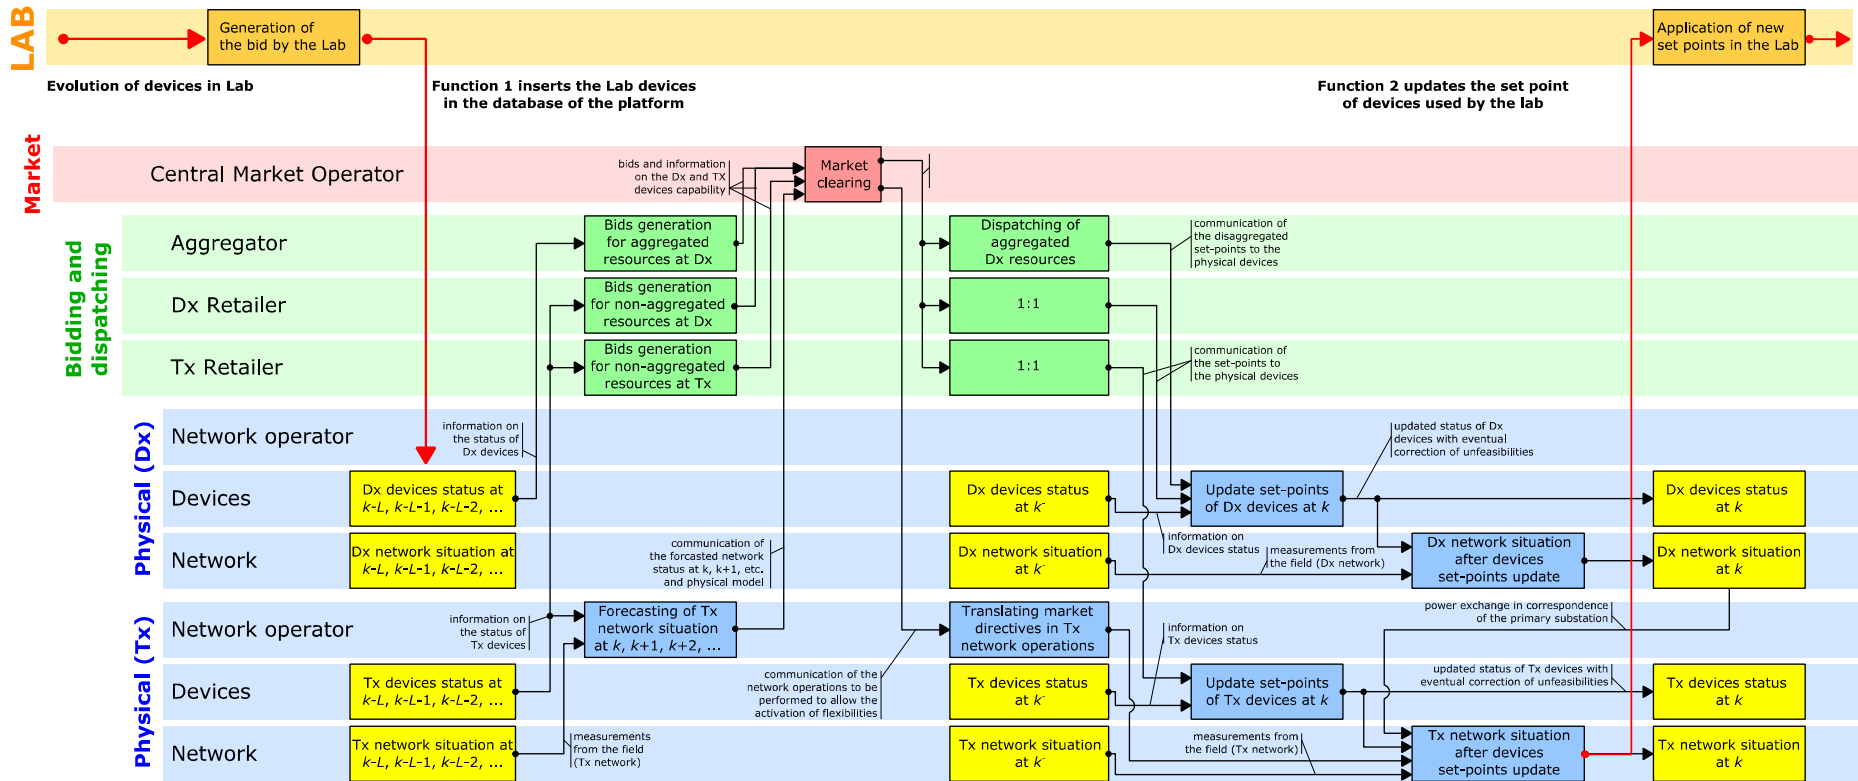 LAB
Generation of
the bid by the Lab
Application of new
set points in the Lab
Evolution of devices in Lab
Function 1 inserts the Lab devices
in the database of the platform
Function 2 updates the set point
of devices used by the lab
Market
Central Market Operator
bids and information
on the Dx and TX
devices capability
Market
clearing
Bidding and
dispatching
Aggregator
Bids generation
for aggregated
resources at Dx
Dispatching of
aggregated
Dx resources
communication of
the disaggregated
set-points to the
physical devices
Dx Retailer
Bids generation
for non-aggregated
resources at Dx
1:1
Tx Retailer
Bids generation
for non-aggregated
resources at Tx
1:1
communication of
the set-points to
the physical devices
Physical (Dx)
Network operator
information on
the status of
Dx devices
updated status of Dx
devices with eventual
correction of unfeasibilities
Devices
Dx devices status at
k-L, k-L-1, k-L-2, ...
Dx devices status
at k-
Update set-points
of Dx devices at k
Dx devices status
at k
Network
Dx network situation at
k-L, k-L-1, k-L-2, ...
communication of
the forcasted network
status at k, k+1, etc.
and physical model
Dx network situation
at k-
information on
Dx devices status
measurements from
the field (Dx network)
Dx network situation
after devices
set-points update
Dx network situation
at k
Physical (Tx)
Network operator
information on
the status of
Tx devices
Forecasting of Tx
network situation
at k, k+1, k+2, ...
Translating market
directives in Tx
network operations
information on
Tx devices status
power exchange in correspondence
of the primary substation
Devices
Tx devices status at
k-L, k-L-1, k-L-2, ...
communication of the
network operations to be
performed to allow the
activation of flexibilities
Tx devices status
at k-
Update set-points
of Tx devices at k
updated status of Tx devices with
eventual correction of unfeasibilities
Tx devices status
at k
Network
Tx network situation at
k-L, k-L-1, k-L-2, ...
measurements
from the field
(Tx network)
Tx network situation
at k-
measurements from
the field (Tx network)
Tx network situation
after devices
set-points update
Tx network situation
at k